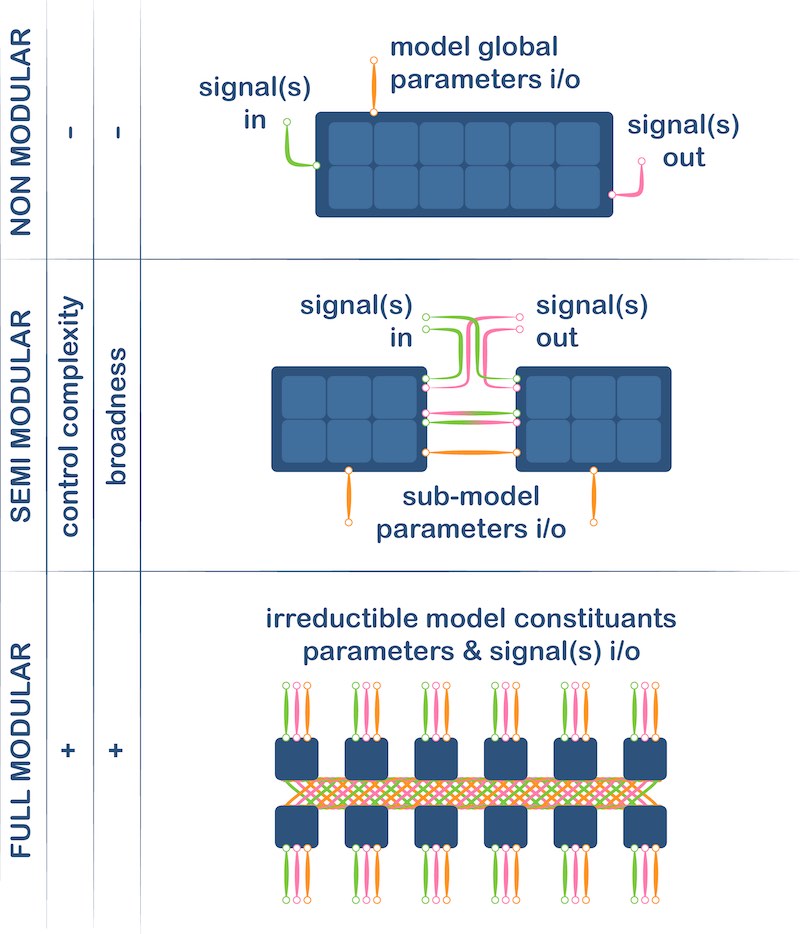 NON MODULAR
-
-
signal(s)
in
model global
parameters i/o
signal(s)
out
SEMI MODULAR
control complexity
broadness
signal(s)
in
signal(s)
out
sub-model
parameters i/o
FULL MODULAR
+
+
irreductible model constituants
parameters & signal(s) i/o